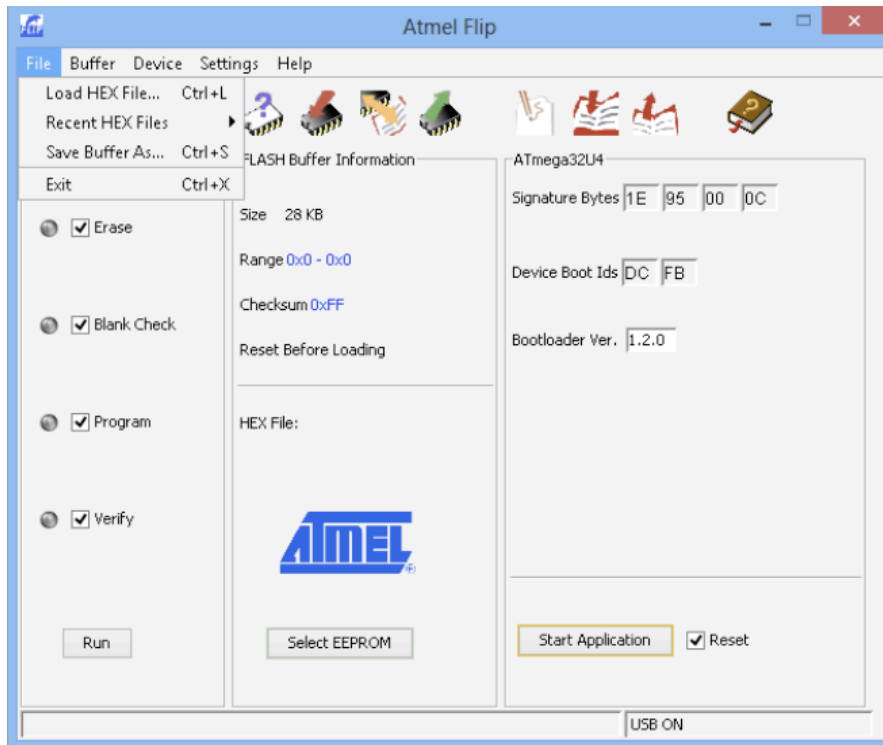 Atmel Flip
File Buffer Device Settings Help
Load HEX File... Ctrl+L
Recent HEX Files
Save Buffer As... Ctrl+S
Exit Ctrl+X
Erase
Blank Check
Program
Verify
Run
FLASH Buffer Information
Size 28 KB
Range 0x0 - 0x0
Checksum 0xFF
Reset Before Loading
HEX File:
ATMEL ®
Select EEPROM
ATmega32U4
Signature Bytes 1E 95 00 0C
Device Boot Ids DC FB
Bootloader Ver. 1.2.0
Start Application Reset
USB ON